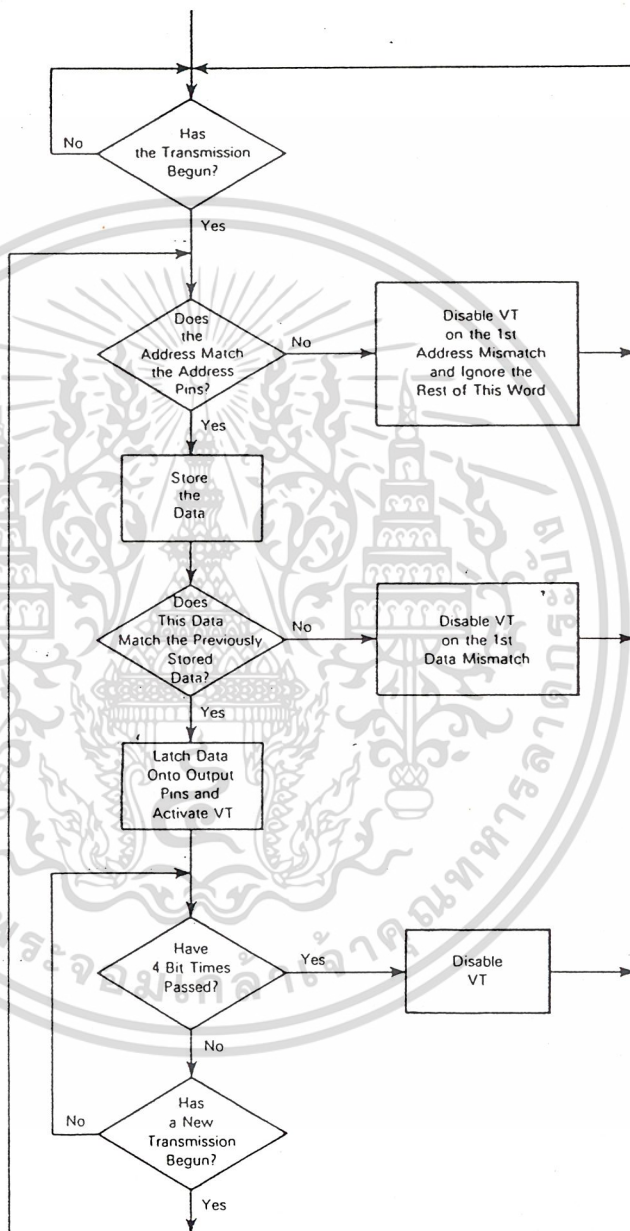 No
Has
the Transmission
Begun?
Yes
Does
the
Address Match
the Address
Pins?
No
Disable VT
on the 1st
Address Mismatch
and Ignore the
Rest of This Word
Yes
Store
the
Data
Does
This Data
Match the Previously
Stored
Data?
No
Disable VT
on the 1st
Data Mismatch
Yes
Latch Data
Onto Output
Pins and
Activate VT
Have
4 Bit Times
Passed?
Yes
Disable
VT
No
Has
a New
Transmission
Begun?
No
Yes